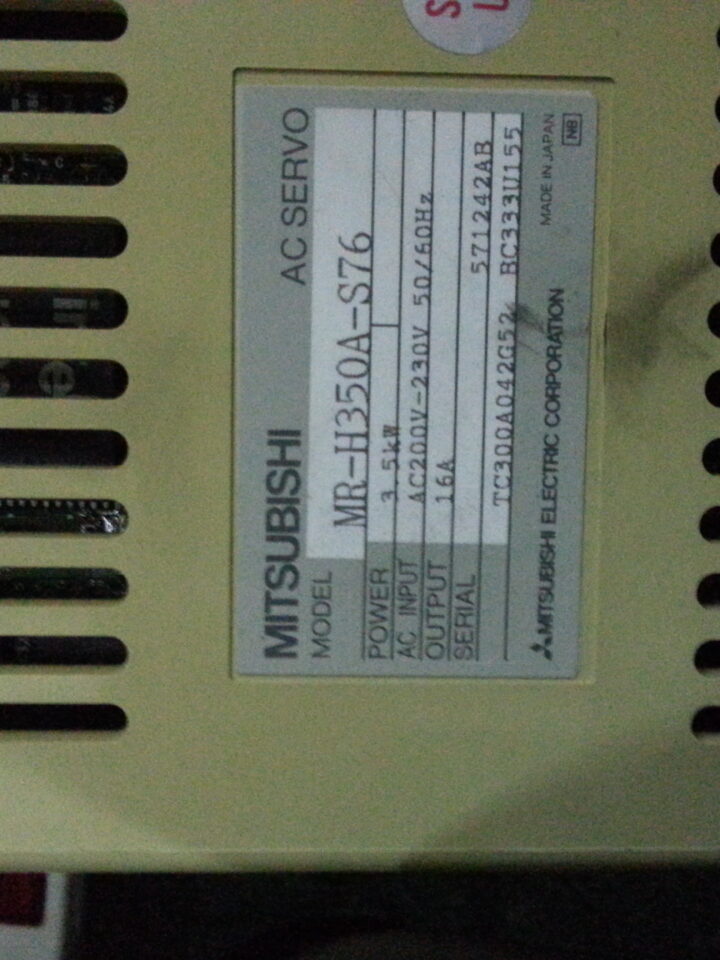 MITSUBISHI AC SERVO
MODEL MR-H350A-S76
POWER 3.5kW
AC INPUT AC200V-230V 50/60Hz
OUTPUT 16A
SERIAL 571242AB
TC300A042G52 BC333U155
MITSUBISHI ELECTRIC CORPORATION MADE IN JAPAN
NB
S
L
e